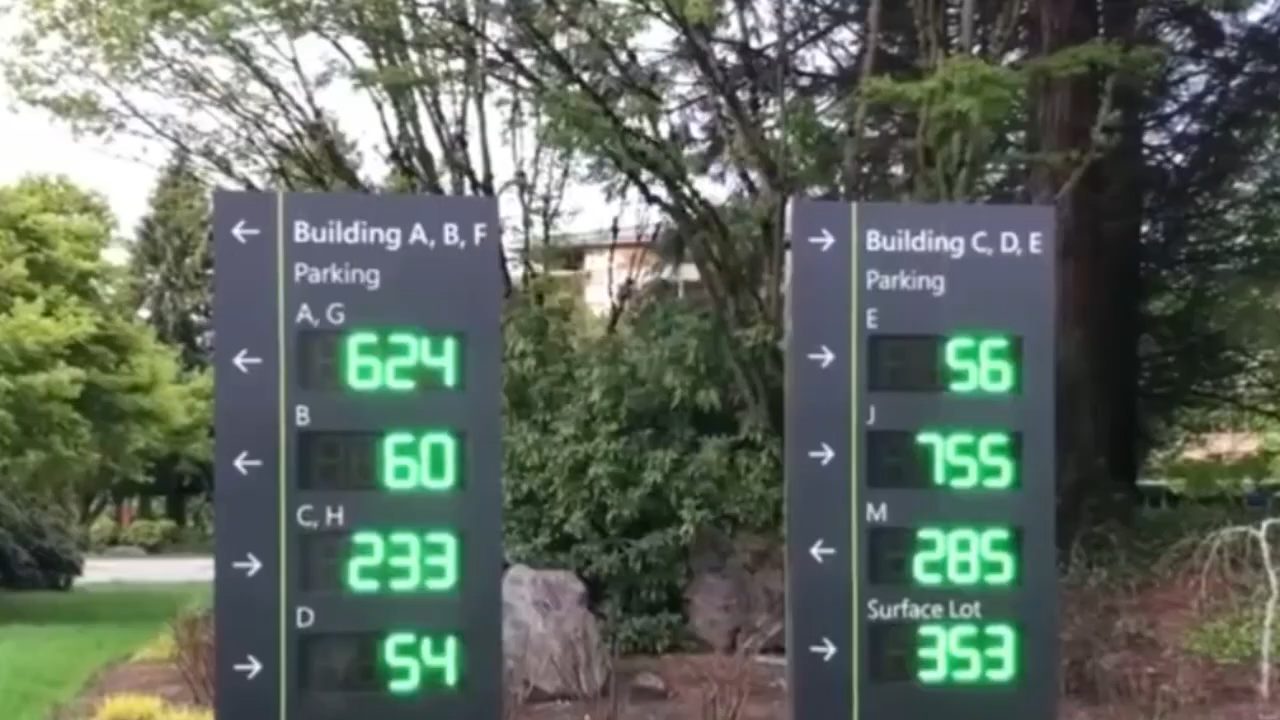 ← Building A, B, F
Parking
A, G
← 624
B
← 60
C, H
→ 233
D
→ 54
→ Building C, D, E
Parking
E
→ 56
J
→ 755
M
← 285
Surface Lot
→ 353